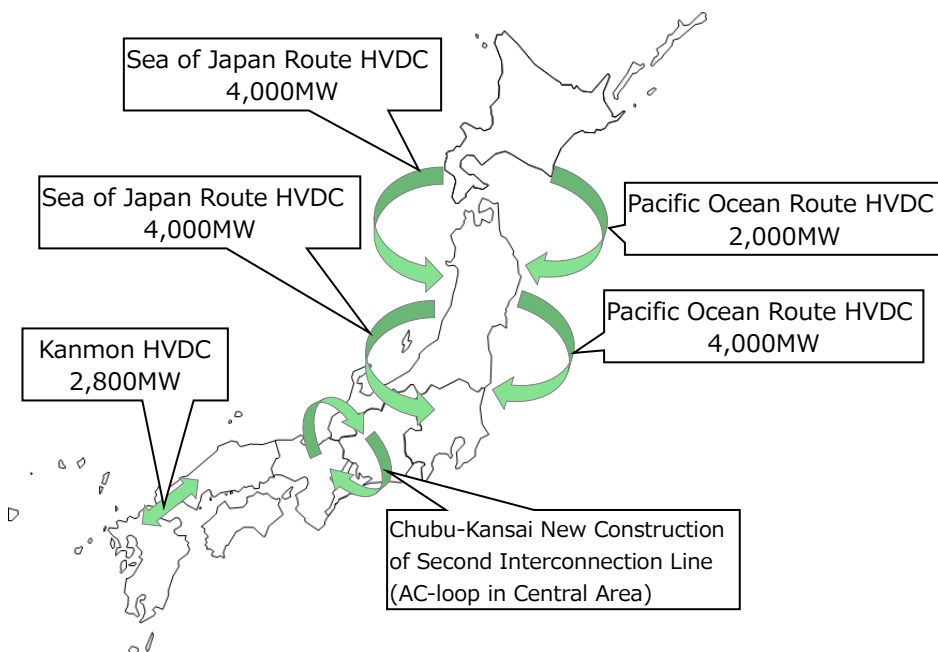 Sea of Japan Route HVDC
4,000MW
Sea of Japan Route HVDC
4,000MW
Pacific Ocean Route HVDC
2,000MW
Pacific Ocean Route HVDC
4,000MW
Kanmon HVDC
2,800MW
Chubu-Kansai New Construction
of Second Interconnection Line
(AC-loop in Central Area)